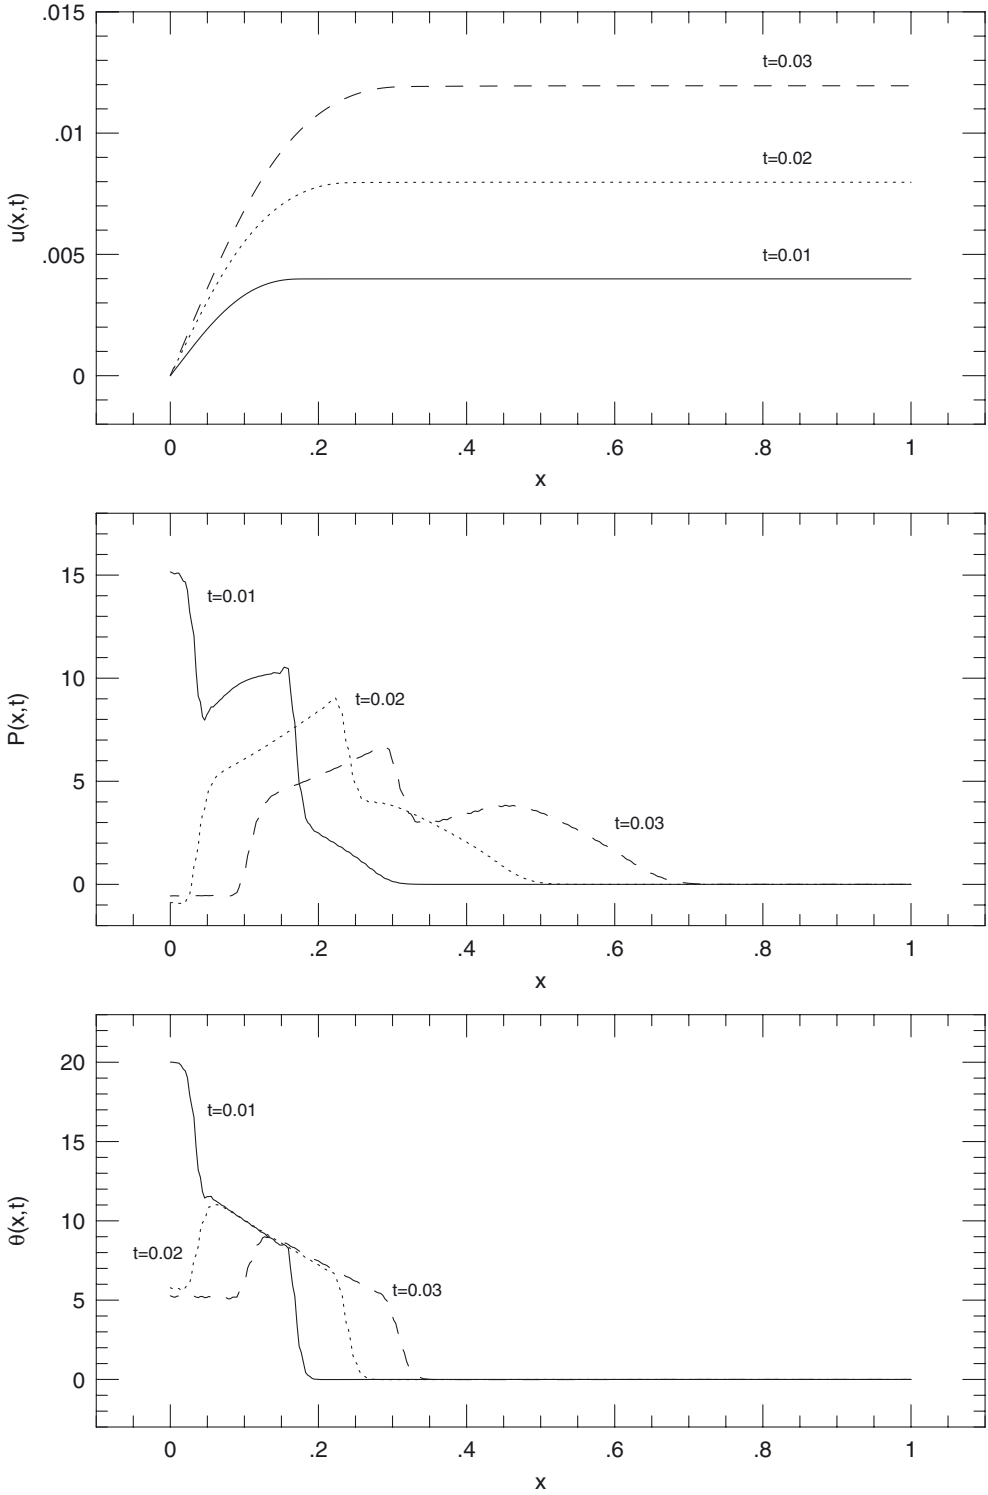 .015
t=0.03
.01
t=0.02
u(x,t)
.005
t=0.01
0
0 .2 .4 .6 .8 1
x
15
t=0.01
10
t=0.02
P(x,t)
5
t=0.03
0
0 .2 .4 .6 .8 1
x
20
t=0.01
15
10
θ(x,t)
t=0.02
t=0.03
5
0
0 .2 .4 .6 .8 1
x